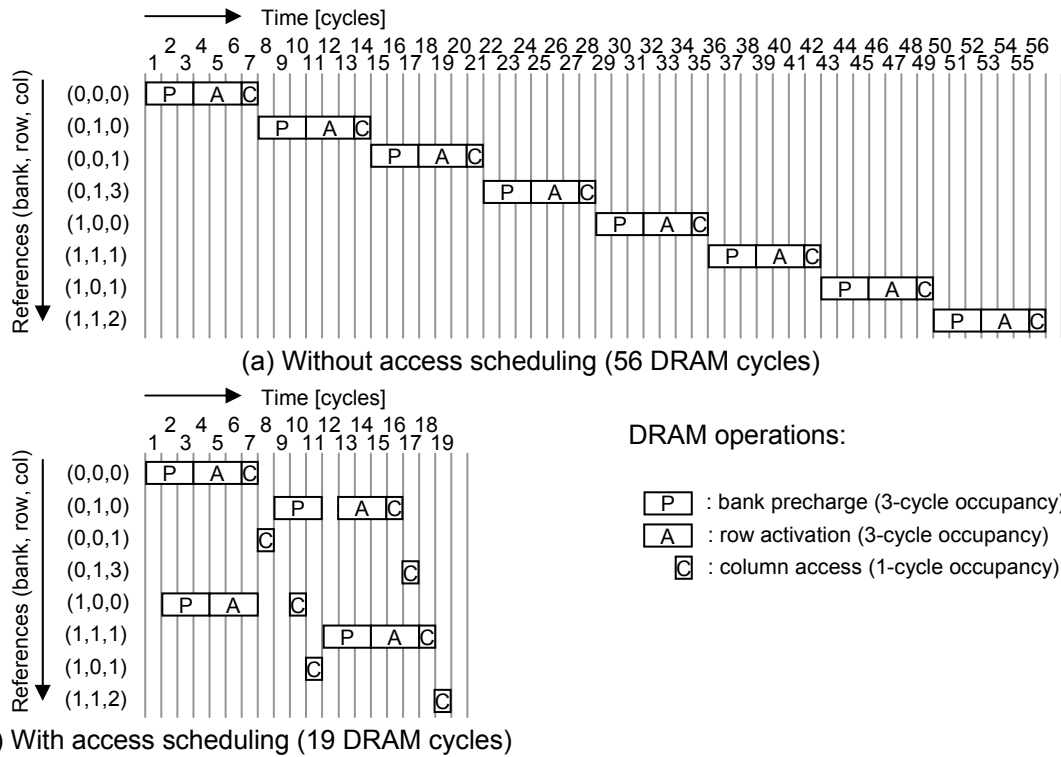 Time [cycles]
2 4 6 8 10 12 14 16 18 20 22 24 26 28 30 32 34 36 38 40 42 44 46 48 50 52 54 56
1 3 5 7 9 11 13 15 17 19 21 23 25 27 29 31 33 35 37 39 41 43 45 47 49 51 53 55
References (bank, row, col)
(0,0,0) P A C
(0,1,0) P A C
(0,0,1) P A C
(0,1,3) P A C
(1,0,0) P A C
(1,1,1) P A C
(1,0,1) P A C
(1,1,2) P A C
(a) Without access scheduling (56 DRAM cycles)
Time [cycles]
2 4 6 8 10 12 14 16 18
1 3 5 7 9 11 13 15 17 19
References (bank, row, col)
(0,0,0) P A C
(0,1,0) P A C
(0,0,1) C
(0,1,3) C
(1,0,0) P A C
(1,1,1) P A C
(1,0,1) C
(1,1,2) C
) With access scheduling (19 DRAM cycles)
DRAM operations:
P : bank precharge (3-cycle occupancy)
A : row activation (3-cycle occupancy)
C : column access (1-cycle occupancy)